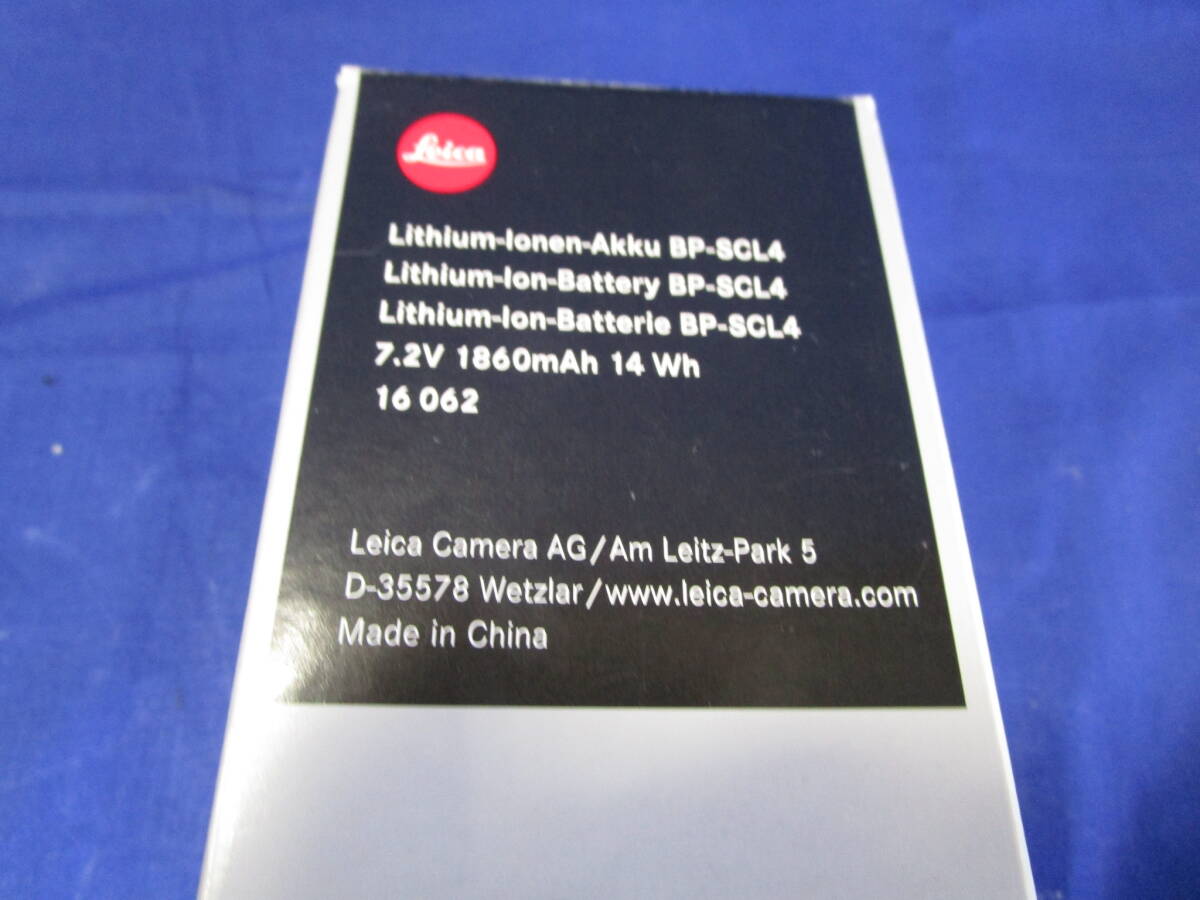 Leica
Lithium-Ionen-Akku BP-SCL4
Lithium-Ion-Battery BP-SCL4
Lithium-Ion-Batterie BP-SCL4
7.2V 1860mAh 14 Wh
16 062
Leica Camera AG/Am Leitz-Park 5
D-35578 Wetzlar/www.leica-camera.com
Made in China